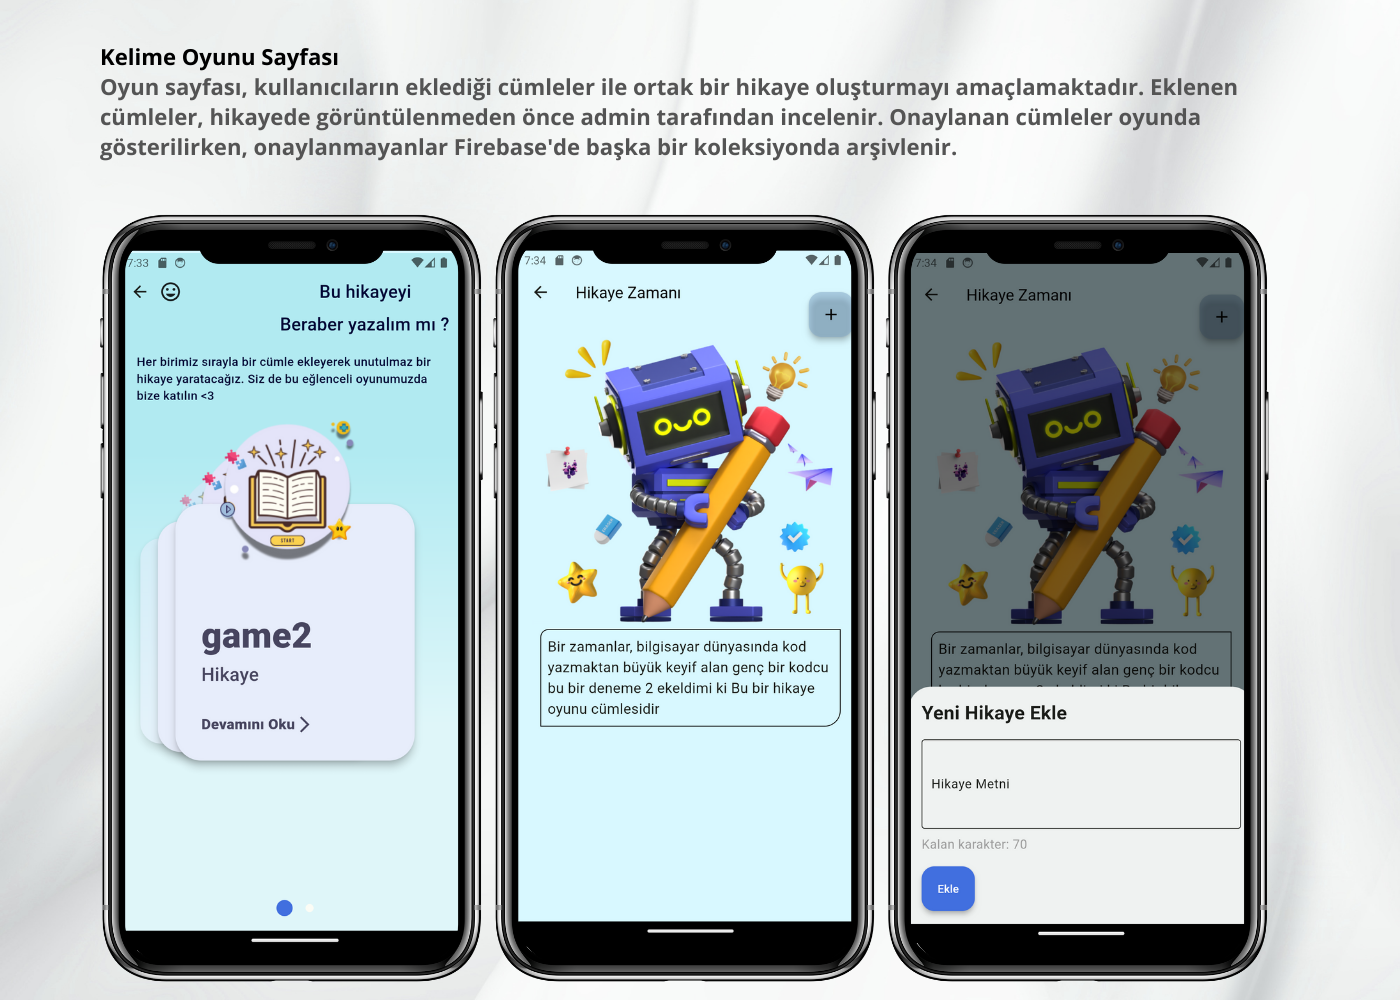 Kelime Oyunu Sayfası
Oyun sayfası, kullanıcıların eklediği cümleler ile ortak bir hikaye oluşturmayı amaçlamaktadır. Eklenen
cümleler, hikayede görüntülenmeden önce admin tarafından incelenir. Onaylanan cümleler oyunda
gösterilirken, onaylanmayanlar Firebase'de başka bir koleksiyonda arşivlenir.
7:33
Bu hikayeyi
Beraber yazalım mı ?
Her birimiz sırayla bir cümle ekleyerek unutulmaz bir
hikaye yaratacağız. Siz de bu eğlenceli oyunumuzda
bize katılın <3
START
game2
Hikaye
Devamını Oku
7:34
Hikaye Zamanı
+
Bir zamanlar, bilgisayar dünyasında kod
yazmaktan büyük keyif alan genç bir kodcu
bu bir deneme 2 ekeldimi ki Bu bir hikaye
oyunu cümlesidir
7:34
Hikaye Zamanı
+
Bir zamanlar, bilgisayar dünyasında kod
yazmaktan büyük keyif alan genç bir kodcu
Yeni Hikaye Ekle
Hikaye Metni
Kalan karakter: 70
Ekle